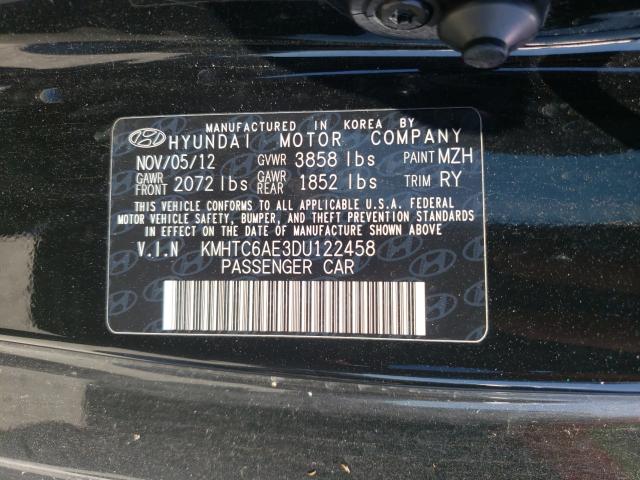 MANUFACTURED IN KOREA BY
HYUNDAI MOTOR COMPANY
NOV/05/12 GVWR 3858 lbs PAINT MZH
GAWR FRONT 2072 lbs GAWR REAR 1852 lbs TRIM RY
THIS VEHICLE CONFORMS TO ALL APPLICABLE U.S.A. FEDERAL
MOTOR VEHICLE SAFETY, BUMPER, AND THEFT PREVENTION STANDARDS
IN EFFECT ON THE DATE OF MANUFACTURE SHOWN ABOVE
V.I.N KMHTC6AE3DU122458
PASSENGER CAR